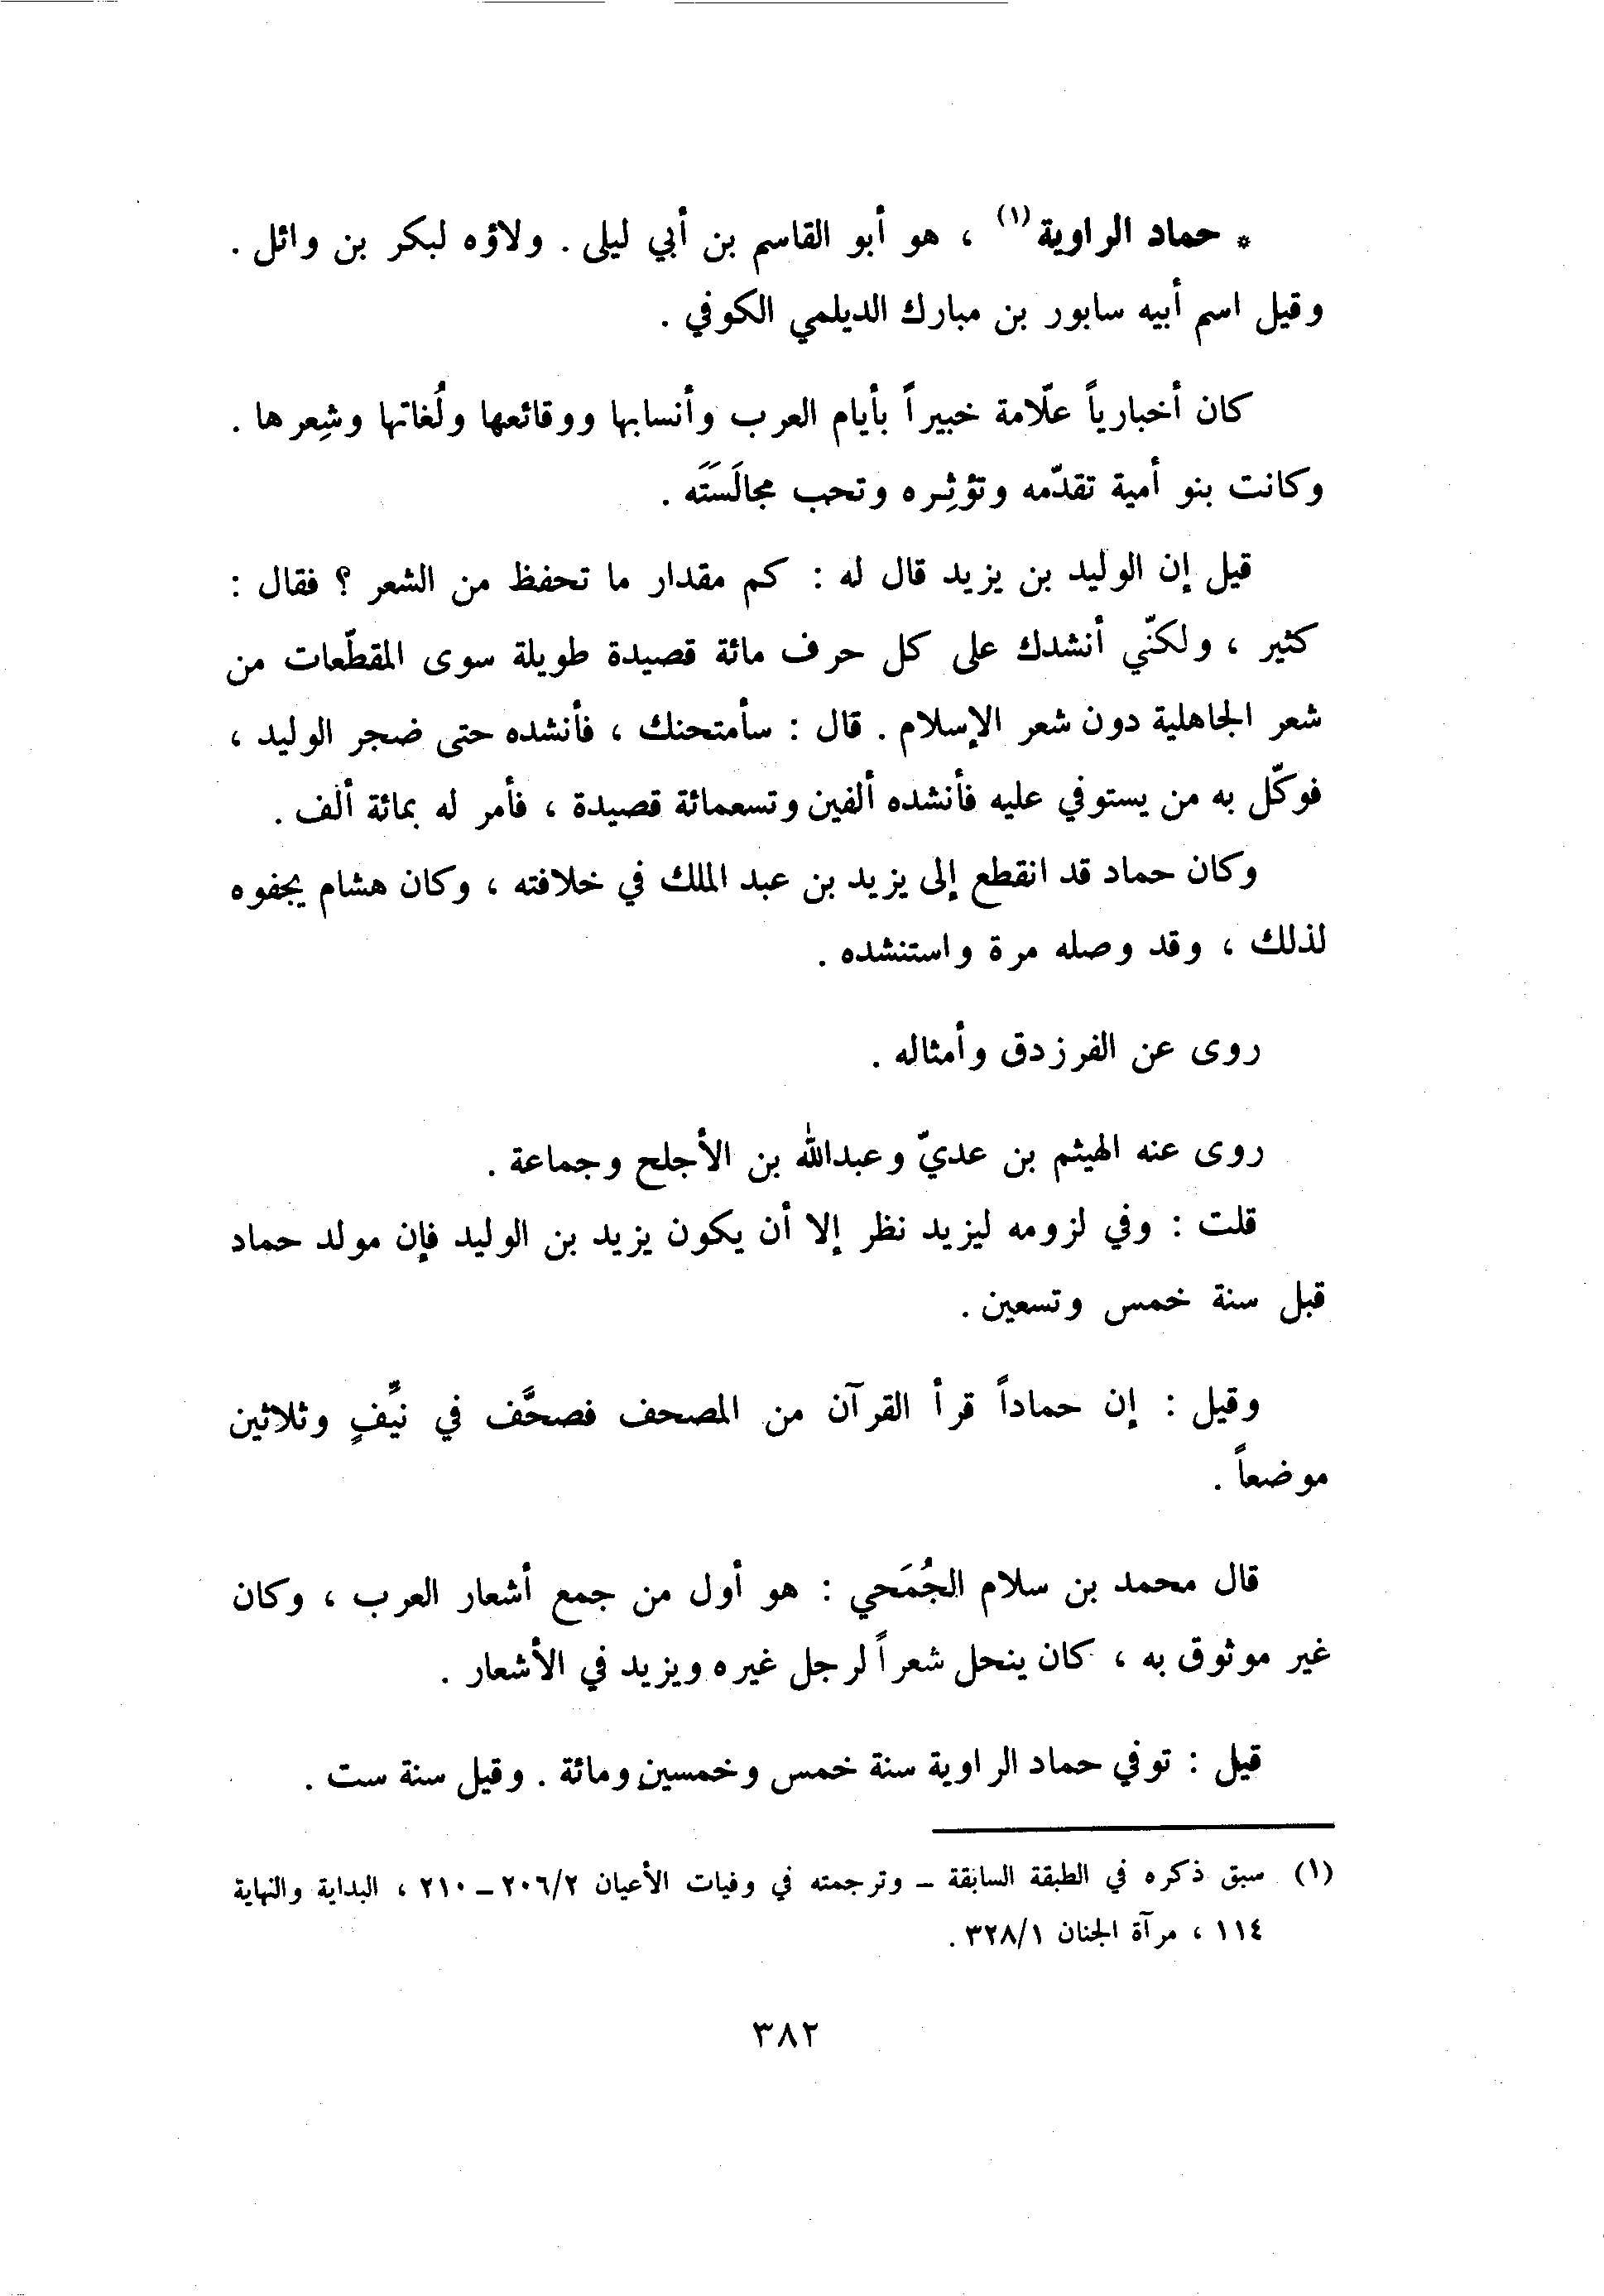 * حماد الراوية (١) ، هو أبو القاسم بن أبي ليلى . ولاؤه لبكر بن وائل .
وقيل اسم أبيه سابور بن مبارك الديلمي الكوفي .
كان أخبارياً علّامة خبيراً بأيام العرب وأنسابها ووقائعها ولُغاتها وشِعرها .
وكانت بنو أمية تقدّمه وتؤثِره وتحب مجالَسَتَه .
قيل إن الوليد بن يزيد قال له : كم مقدار ما تحفظ من الشعر ؟ فقال :
كثير ، ولكنّي أنشدك على كل حرف مائة قصيدة طويلة سوى المقطّعات من
شعر الجاهلية دون شعر الإسلام . قال : سأمتحنك ، فأنشده حتى ضجر الوليد ،
فوكّل به من يستوفي عليه فأنشده ألفين وتسعمائة قصيدة ، فأمر له بمائة ألف .
وكان حماد قد انقطع إلى يزيد بن عبد الملك في خلافته ، وكان هشام يجفوه
لذلك ، وقد وصله مرة واستنشده .
روى عن الفرزدق وأمثاله .
روى عنه الهيثم بن عديّ وعبدالله بن الأجلح وجماعة .
قلت : وفي لزومه ليزيد نظر إلا أن يكون يزيد بن الوليد فإن مولد حماد
قبل سنة خمس وتسعين .
وقيل : إن حماداً قرأ القرآن من المصحف فصحَّف في نيِّفٍ وثلاثين
موضعاً .
قال محمد بن سلام الجُمَحي : هو أول من جمع أشعار العرب ، وكان
غير موثوق به ، كان ينحل شعراً لرجل غيره ويزيد في الأشعار .
قيل : توفي حماد الراوية سنة خمس وخمسين ومائة . وقيل سنة ست .
(١) سبق ذكره في الطبقة السابقة ــ وترجمته في وفيات الأعيان ٢٠٦/٢ ــ ٢١٠ ، البداية والنهاية
١١٤ ، مرآة الجنان ٣٢٨/١ .
٣٨٢